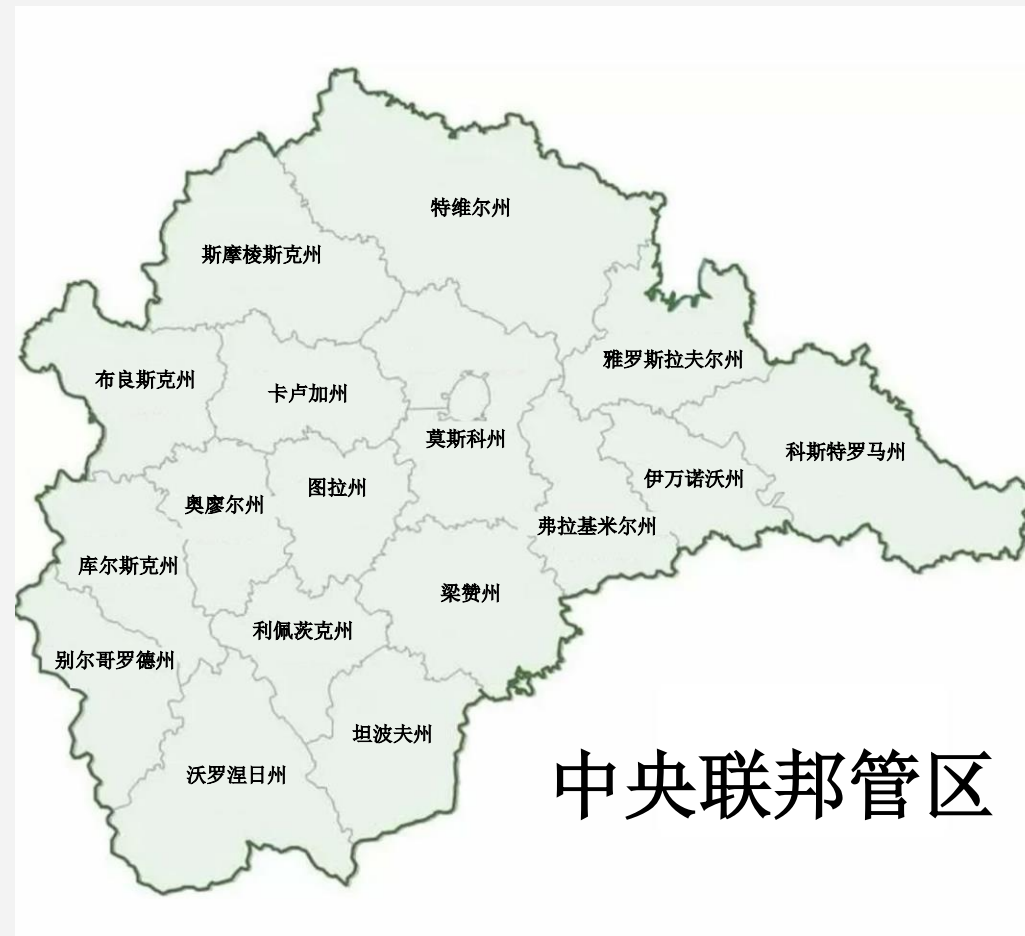 特维尔州
斯摩棱斯克州
雅罗斯拉夫尔州
布良斯克州
卡卢加州
莫斯科州
科斯特罗马州
伊万诺沃州
图拉州
奥廖尔州
弗拉基米尔州
库尔斯克州
梁赞州
利佩茨克州
别尔哥罗德州
坦波夫州
沃罗涅日州
中央联邦管区